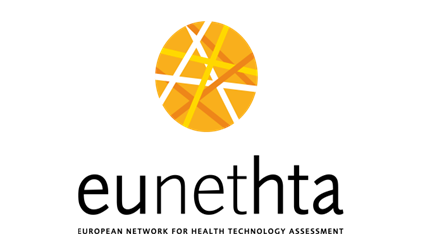 eunethta
EUROPEAN NETWORK FOR HEALTH TECHNOLOGY ASSESSMENT